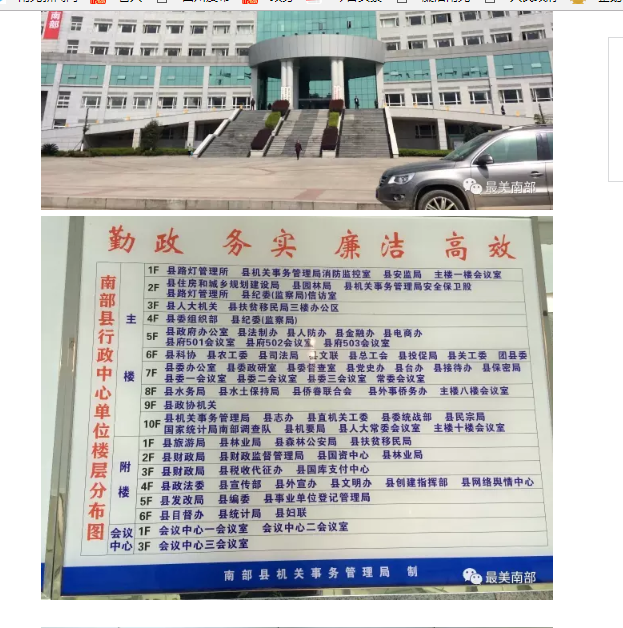 最美南部
勤政 务实 廉洁 高效
南部县行政中心单位楼层分布图
主楼
1F 县路灯管理所 县机关事务管理局消防监控室 县安监局 主楼一楼会议室
2F 县住房和城乡规划建设局 县园林局 县机关事务管理局安全保卫股
县路灯管理所 县纪委(监察局)信访室
3F 县人大机关 县扶贫移民局三楼办公区
4F 县委组织部 县纪委(监察局)
5F 县政府办公室 县法制办 县人防办 县金融办 县电商办
县府501会议室 县府502会议室 县府503会议室
6F 县科协 县农工委 县司法局 县文联 县总工会 县投促局 县关工委 团县委
7F 县委办公室 县委政研室 县委督查室 县党史办 县台办 县接待办 县保密局
县委一会议室 县委二会议室 县委三会议室 常委会议室
8F 县水务局 县水土保持局 县侨眷联合会 县外事侨务办 主楼八楼会议室
9F 县政协机关
10F 县机关事务管理局 县志办 县直机关工委 县委统战部 县民宗局
国家统计局南部调查队 县机要局 县人大常委会议室 主楼十楼会议室
附楼
1F 县旅游局 县林业局 县森林公安局 县扶贫移民局
2F 县财政局 县财政监督管理局 县国资中心 县林业局
3F 县财政局 县税收代征办 县国库支付中心
4F 县政法委 县宣传部 县外宣办 县文明办 县创建指挥部 县网络舆情中心
5F 县发改局 县编委 县事业单位登记管理局
6F 县目督办 县统计局 县妇联
会议中心
1F 会议中心一会议室 会议中心二会议室
3F 会议中心三会议室
南部县机关事务管理局 制
最美南部